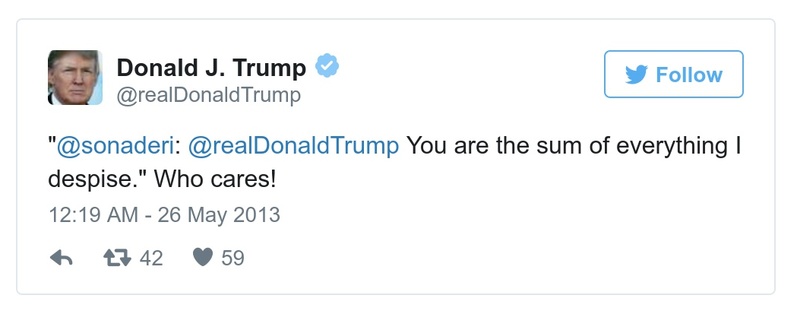 Donald J. Trump
@realDonaldTrump
Follow
"@sonaderi: @realDonaldTrump You are the sum of everything I
despise." Who cares!
12:19 AM - 26 May 2013
42 59